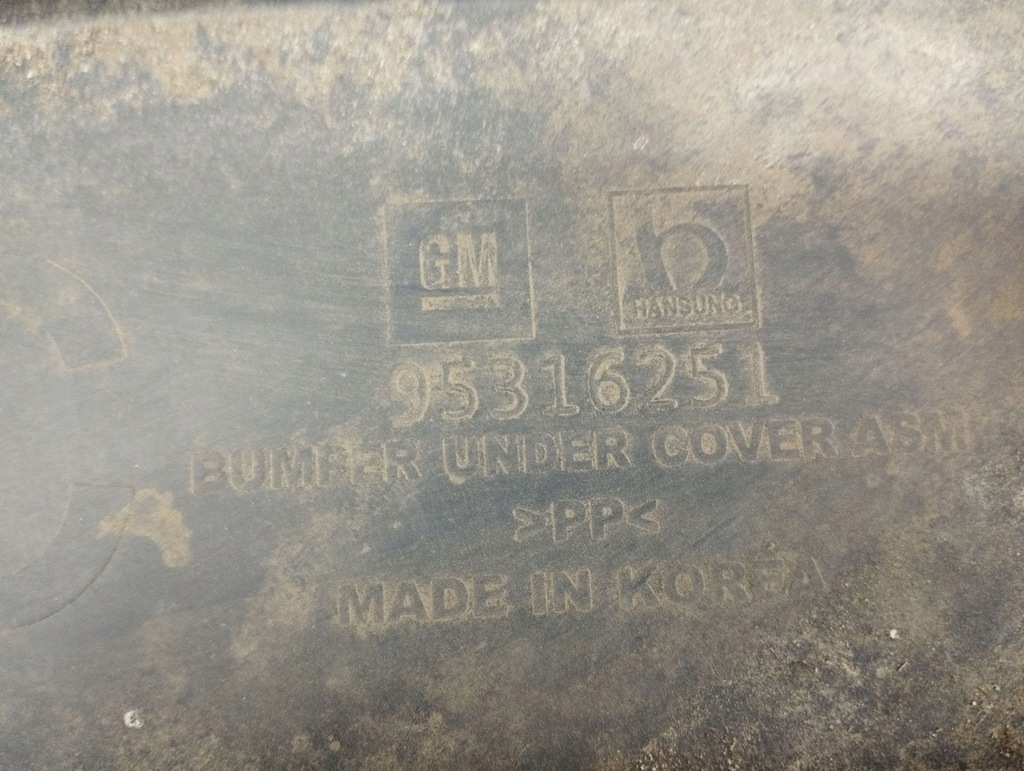 GM
HANSUNG
95316251
BUMPER UNDER COVER ASM
>PP<
MADE IN KOREA